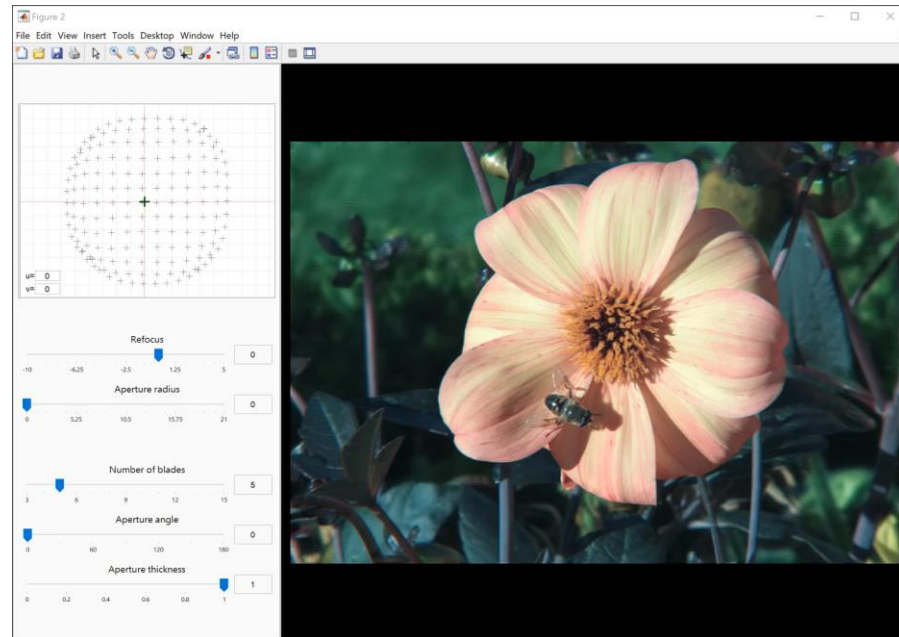 Figure 2
File Edit View Insert Tools Desktop Window Help
u= 0
v= 0
Refocus
0
-10 -6.25 -2.5 1.25 5
Aperture radius
0
0 5.25 10.5 15.75 21
Number of blades
5
3 6 9 12 15
Aperture angle
0
0 60 120 180
Aperture thickness
1
0 0.2 0.4 0.6 0.8 1